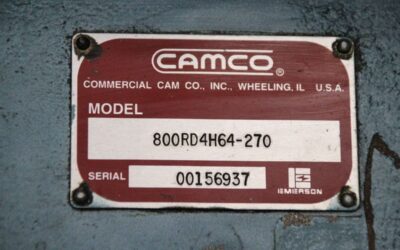 CAMCO®
COMMERCIAL CAM CO., INC., WHEELING, IL U.S.A.
MODEL
800RD4H64-270
SERIAL 00156937
EMERSON